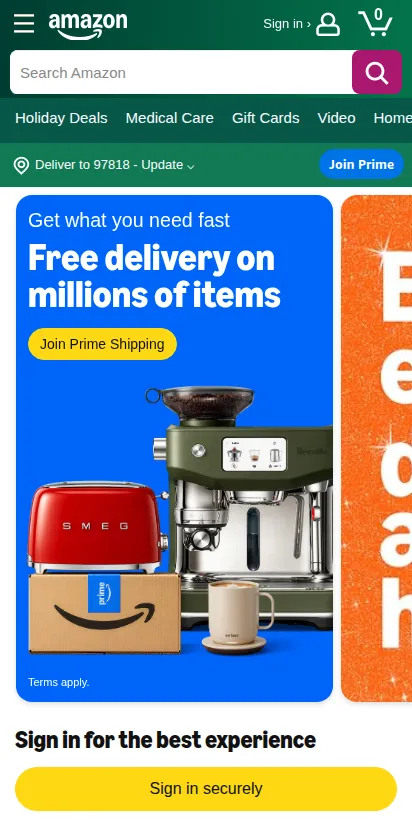 amazon
Sign in ›
0
Search Amazon
Holiday Deals Medical Care Gift Cards Video Home
Deliver to 97818 - Update
Join Prime
Get what you need fast
Free delivery on
millions of items
Join Prime Shipping
SMEG
prime
Terms apply.
Sign in for the best experience
Sign in securely